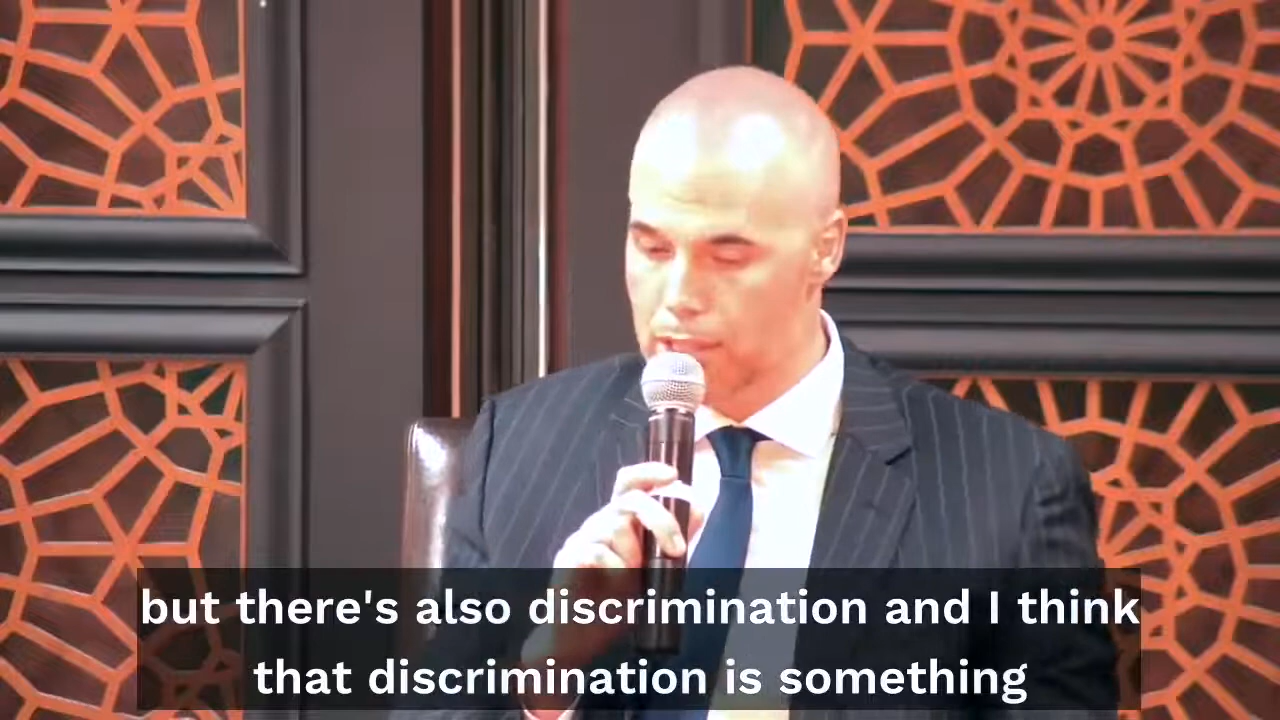 but there's also discrimination and I think
that discrimination is something